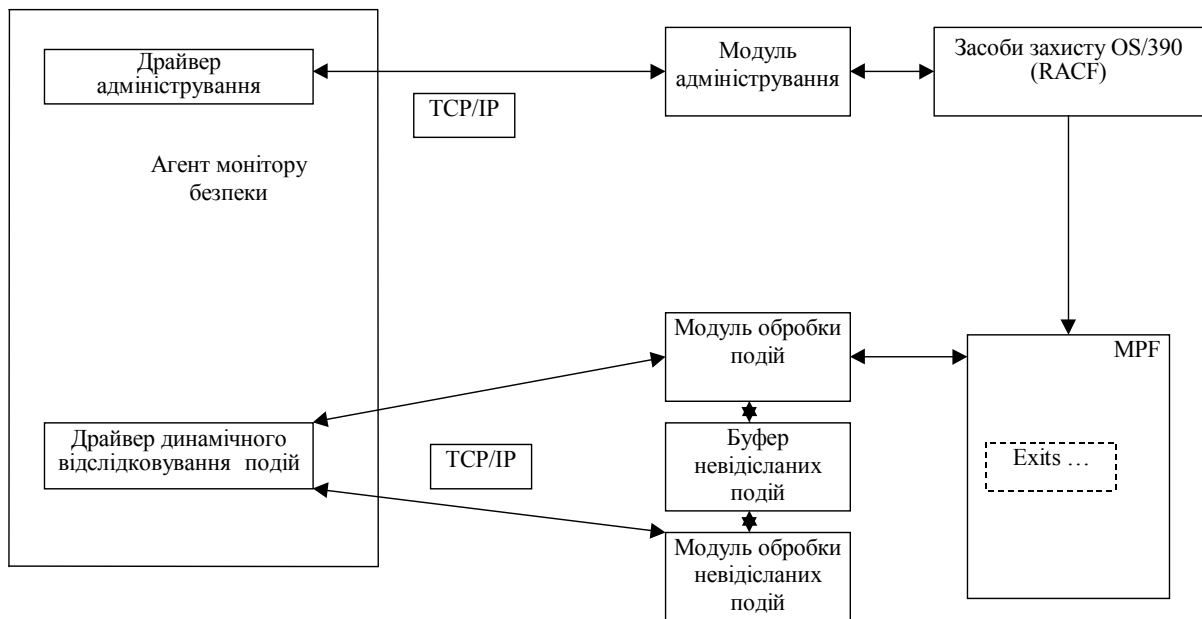 Драйвер
адміністрування
TCP/IP
Модуль
адміністрування
Засоби захисту OS/390
(RACF)
Агент монітору
безпеки
Модуль обробки
подій
MPF
Драйвер динамічного
відслідковування подій
TCP/IP
Буфер
невідісланих
подій
Exits ...
Модуль обробки
невідісланих
подій